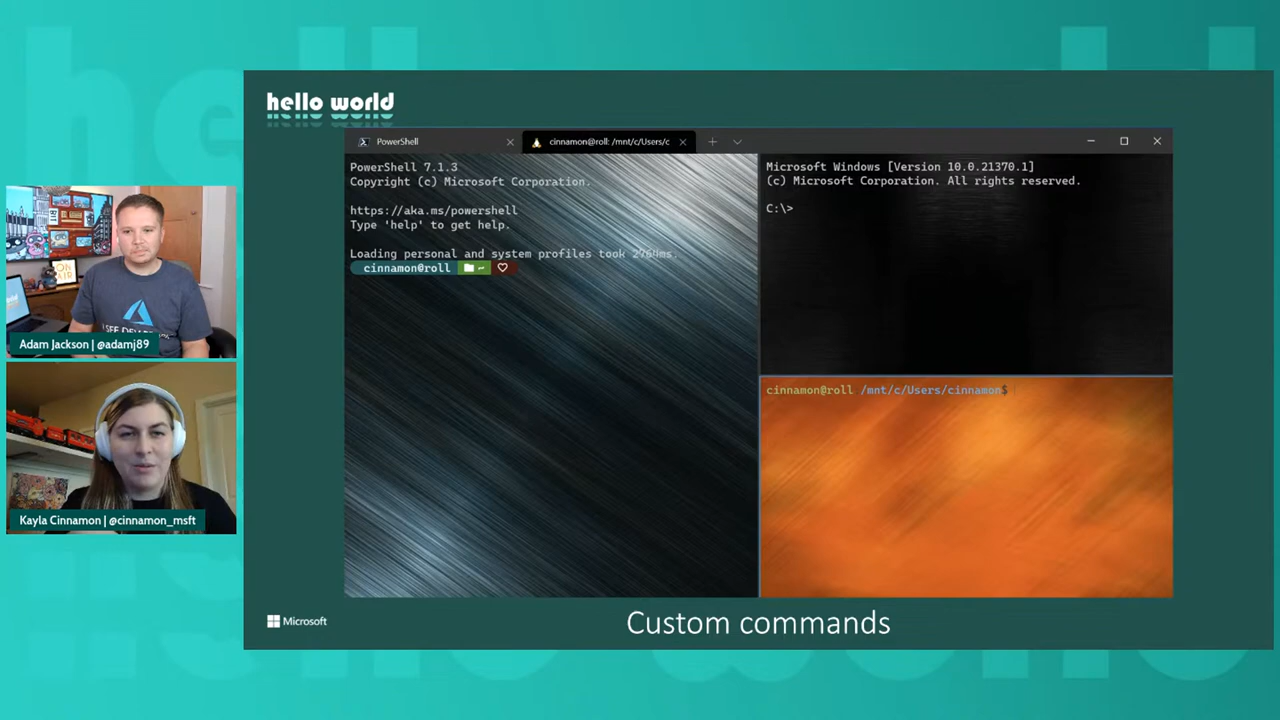 hello world
PowerShell
cinnamon@roll: /mnt/c/Users/c
PowerShell 7.1.3
Copyright (c) Microsoft Corporation.
https://aka.ms/powershell
Type 'help' to get help.
Loading personal and system profiles took 2764ms.
cinnamon@roll ~
Microsoft Windows [Version 10.0.21370.1]
(c) Microsoft Corporation. All rights reserved.
C:\>
cinnamon@roll /mnt/c/Users/cinnamon$
Adam Jackson | @adamj89
Kayla Cinnamon | @cinnamon_msft
Microsoft
Custom commands